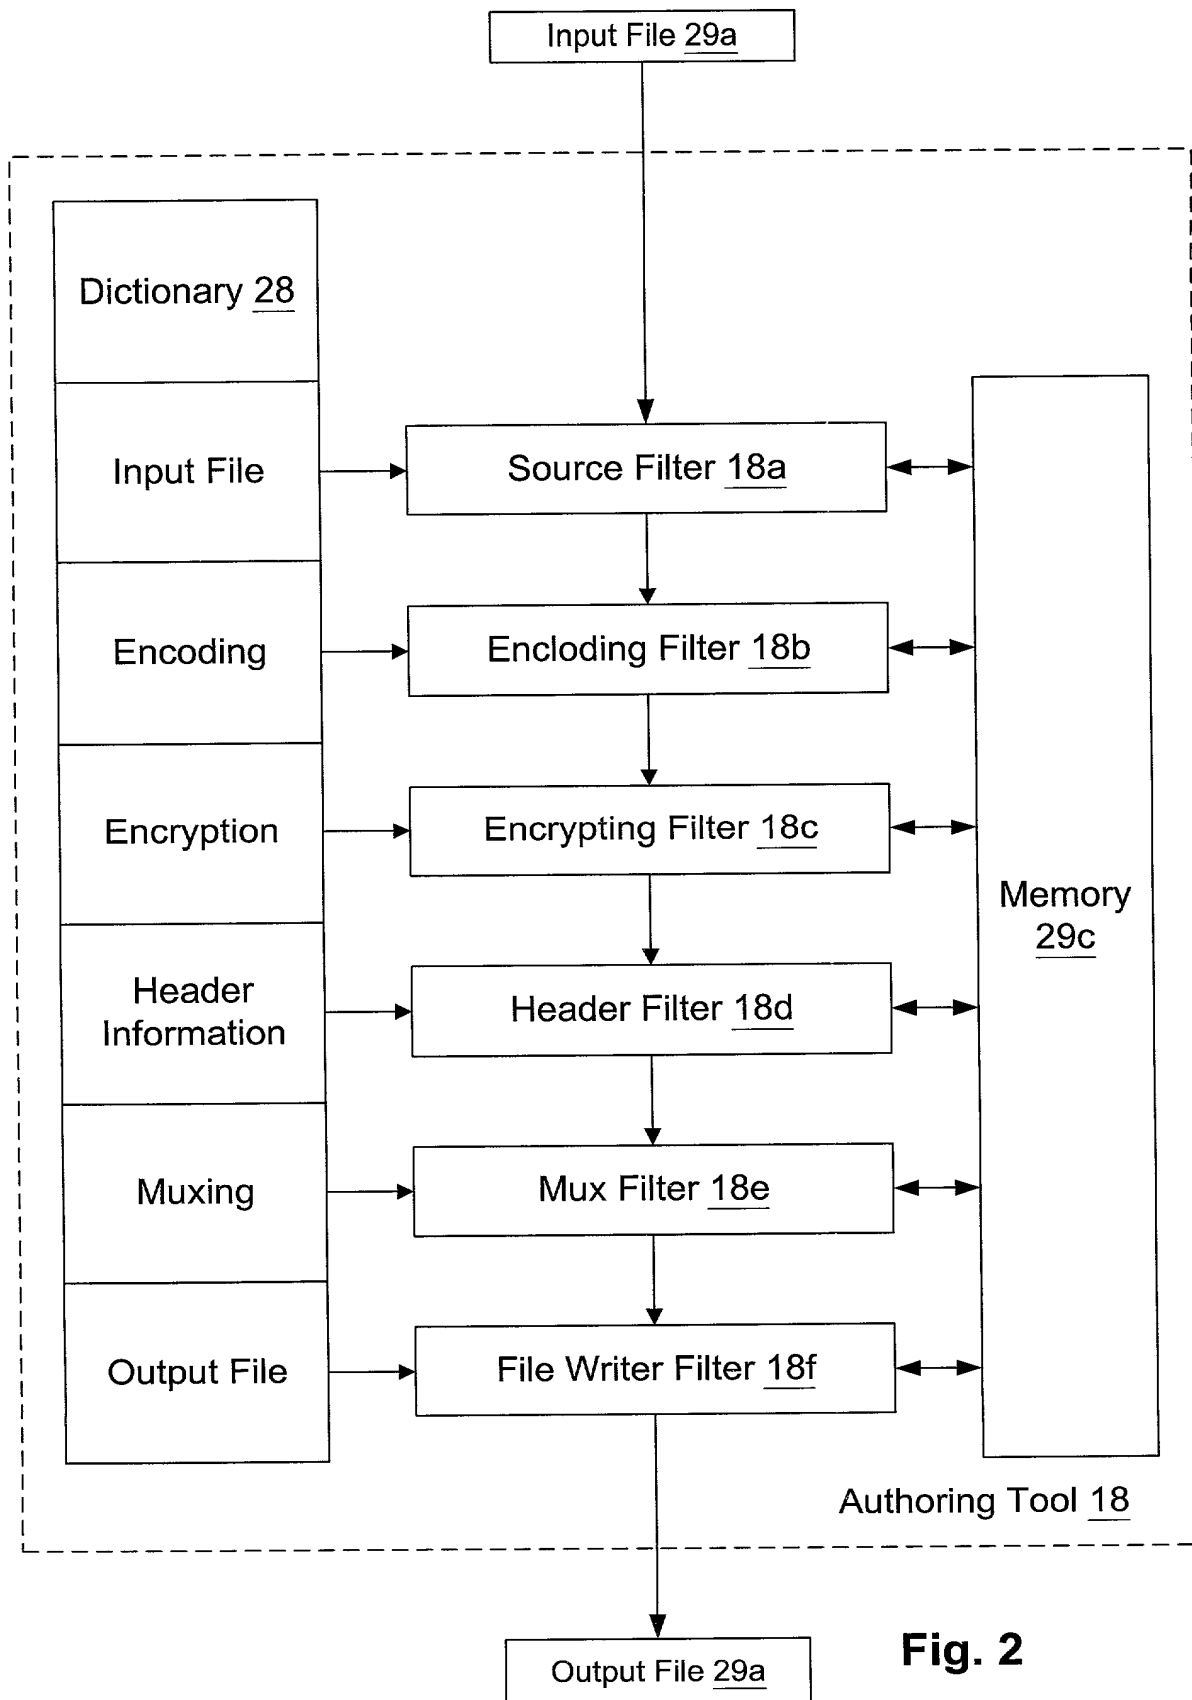 Input File 29a
Dictionary 28
Input File
Source Filter 18a
Encoding
Encloding Filter 18b
Encryption
Encrypting Filter 18c
Memory
29c
Header
Information
Header Filter 18d
Muxing
Mux Filter 18e
Output File
File Writer Filter 18f
Authoring Tool 18
Output File 29a
Fig. 2